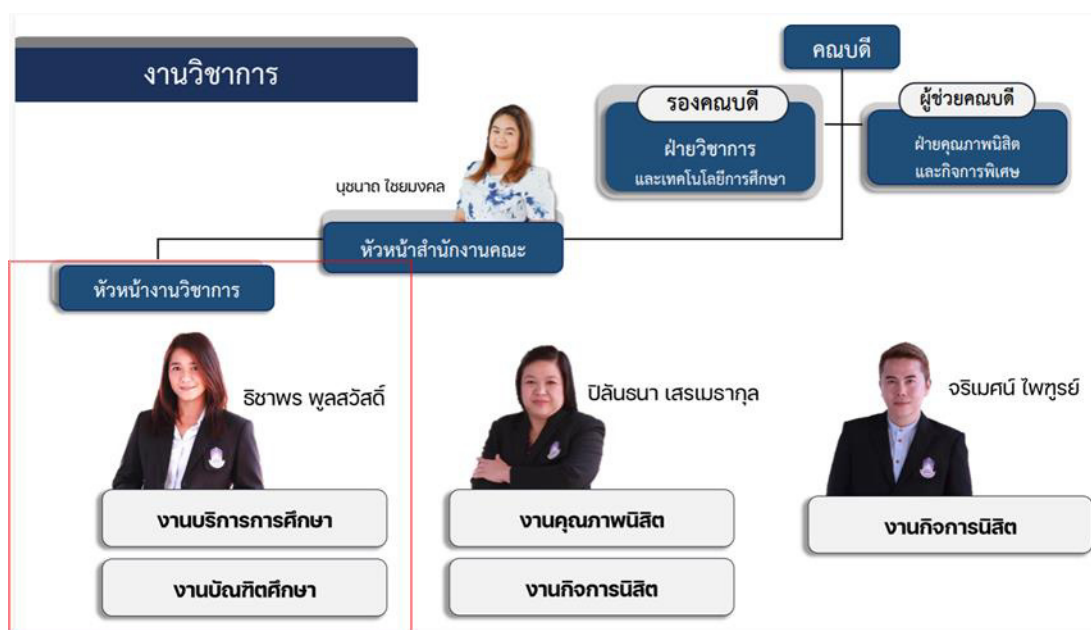 งานวิชาการ
คณบดี
รองคณบดี
ฝ่ายวิชาการ
และเทคโนโลยีการศึกษา
ผู้ช่วยคณบดี
ฝ่ายคุณภาพนิสิต
และกิจการพิเศษ
นุชนาถ ไชยมงคล
หัวหน้าสำนักงานคณะ
หัวหน้างานวิชาการ
ธิชาพร พูลสวัสดิ์
งานบริการการศึกษา
งานบัณฑิตศึกษา
ปิลันธนา เสรเมธากุล
งานคุณภาพนิสิต
งานกิจการนิสิต
จริเมศน์ ไพฑูรย์
งานกิจการนิสิต